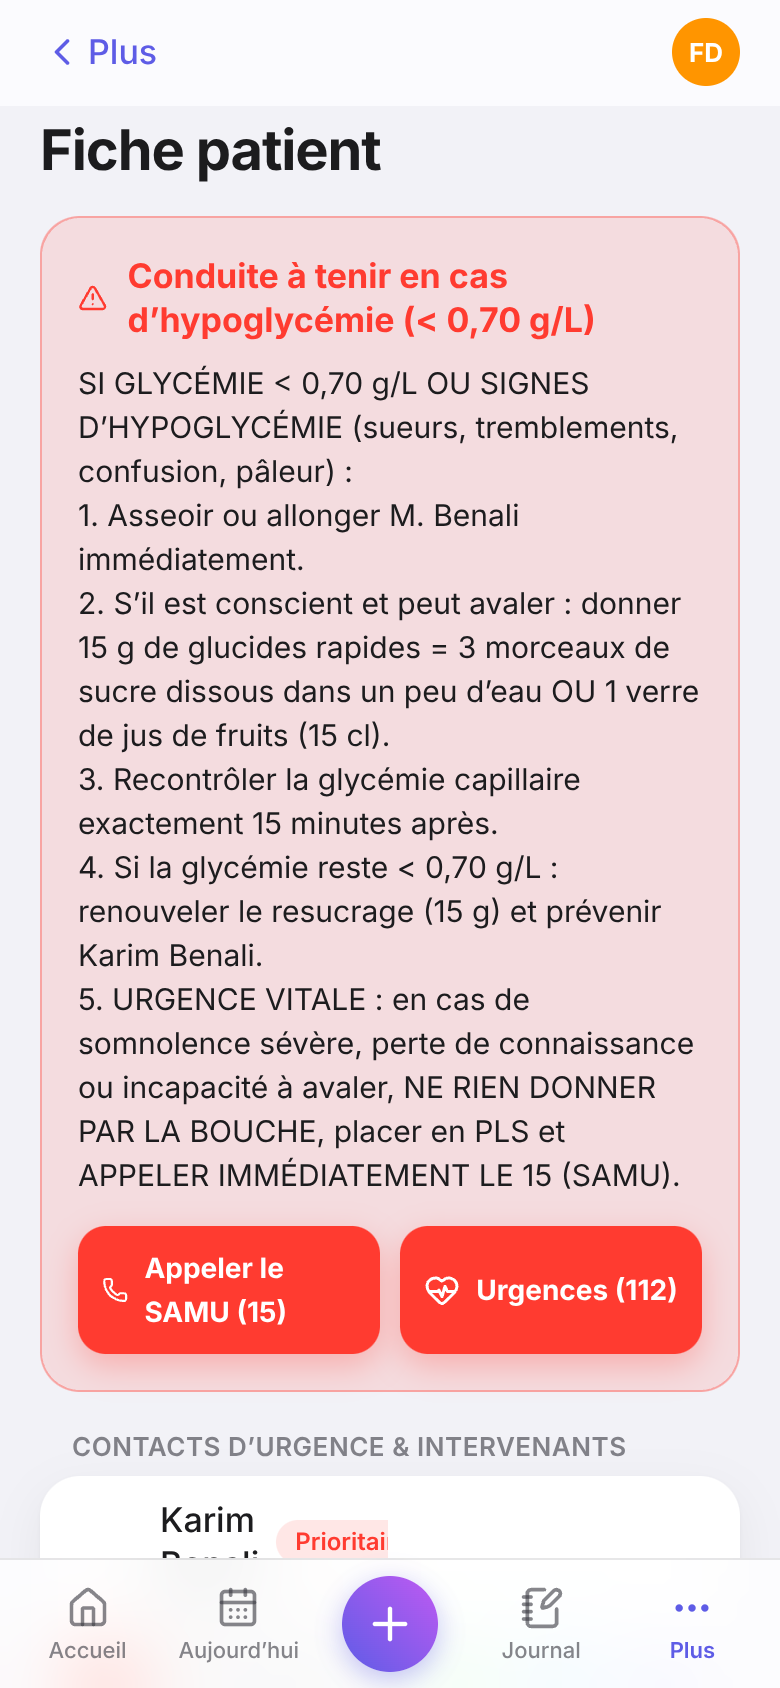 Plus
FD
Fiche patient
Conduite à tenir en cas
d’hypoglycémie (< 0,70 g/L)
SI GLYCÉMIE < 0,70 g/L OU SIGNES
D’HYPOGLYCÉMIE (sueurs, tremblements,
confusion, pâleur) :
1. Asseoir ou allonger M. Benali
immédiatement.
2. S’il est conscient et peut avaler : donner
15 g de glucides rapides = 3 morceaux de
sucre dissous dans un peu d’eau OU 1 verre
de jus de fruits (15 cl).
3. Recontrôler la glycémie capillaire
exactement 15 minutes après.
4. Si la glycémie reste < 0,70 g/L :
renouveler le resucrage (15 g) et prévenir
Karim Benali.
5. URGENCE VITALE : en cas de
somnolence sévère, perte de connaissance
ou incapacité à avaler, NE RIEN DONNER
PAR LA BOUCHE, placer en PLS et
APPELER IMMÉDIATEMENT LE 15 (SAMU).
Appeler le
SAMU (15)
Urgences (112)
CONTACTS D’URGENCE & INTERVENANTS
Karim
Benali
Prioritai
Accueil
Aujourd’hui
Journal
Plus